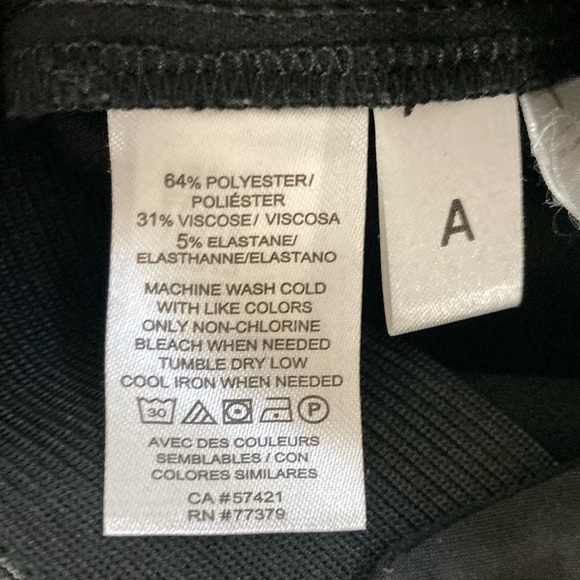 64% POLYESTER/
POLIÉSTER
31% VISCOSE/ VISCOSA
5% ELASTANE/
ELASTHANNE/ELASTANO
MACHINE WASH COLD
WITH LIKE COLORS
ONLY NON-CHLORINE
BLEACH WHEN NEEDED
TUMBLE DRY LOW
COOL IRON WHEN NEEDED
30 P
AVEC DES COULEURS
SEMBLABLES / CON
COLORES SIMILARES
CA #57421
RN #77379
A